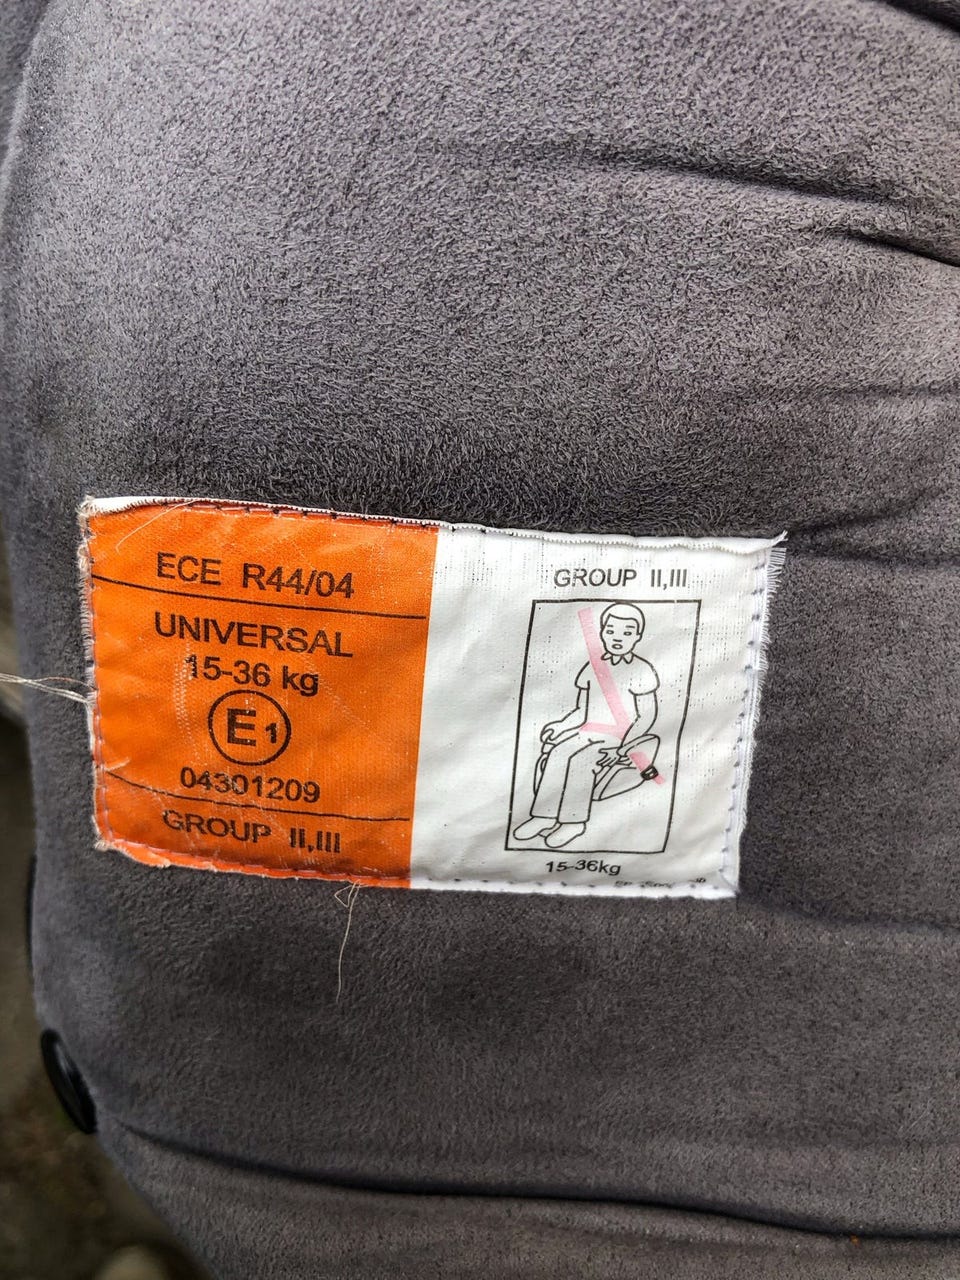 ECE R44/04
UNIVERSAL
15-36 kg
E1
04301209
GROUP II,III
GROUP II,III
15-36kg